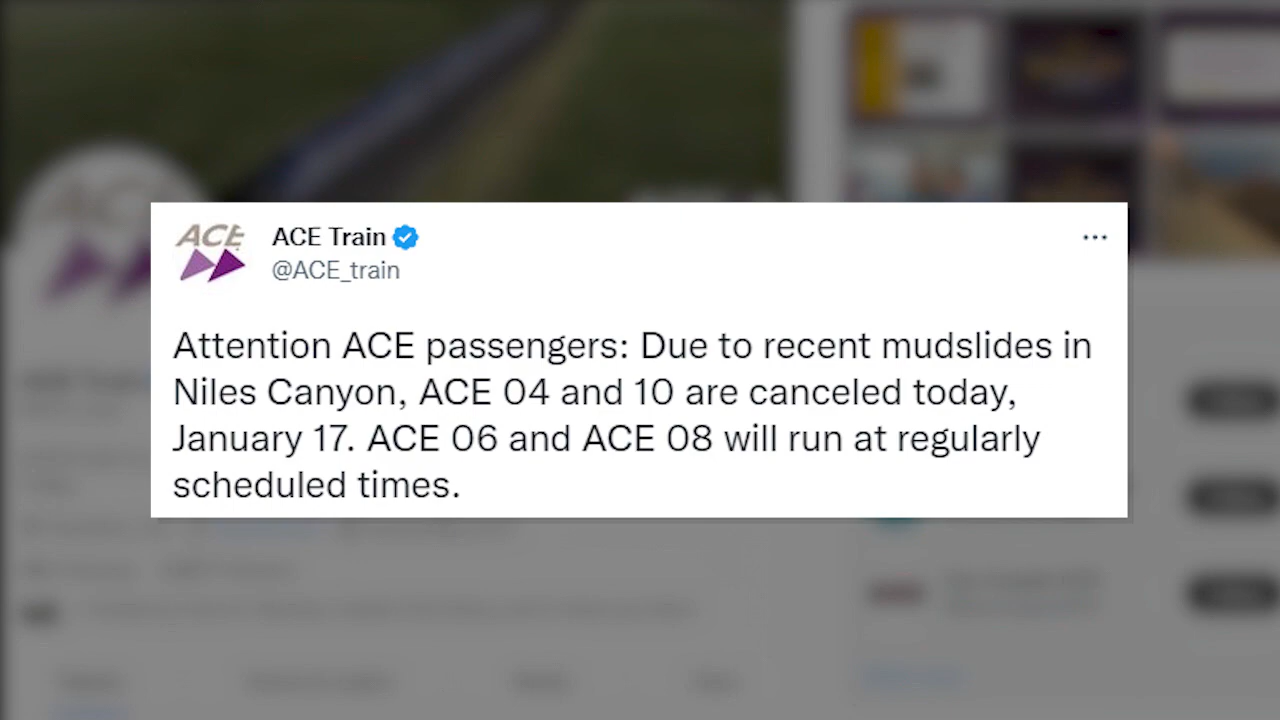 ACE
ACE Train
@ACE_train
Attention ACE passengers: Due to recent mudslides in
Niles Canyon, ACE 04 and 10 are canceled today,
January 17. ACE 06 and ACE 08 will run at regularly
scheduled times.